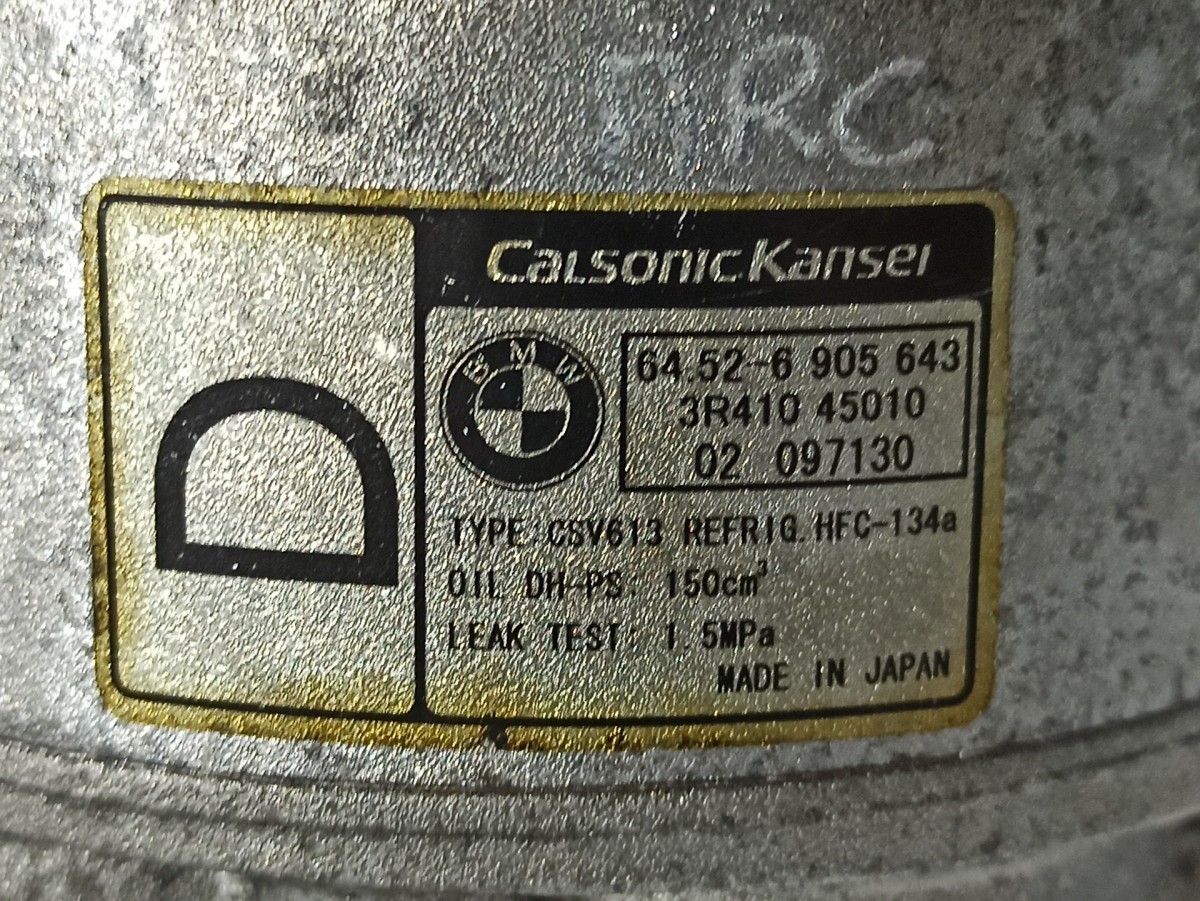 ARC
CalsonicKansei
D
BMW
64.52-6 905 643
3R410 45010
02 097130
TYPE:CSV613 REFRIG.HFC-134a
OIL DH-PS: 150cm³
LEAK TEST: 1.5MPa
MADE IN JAPAN